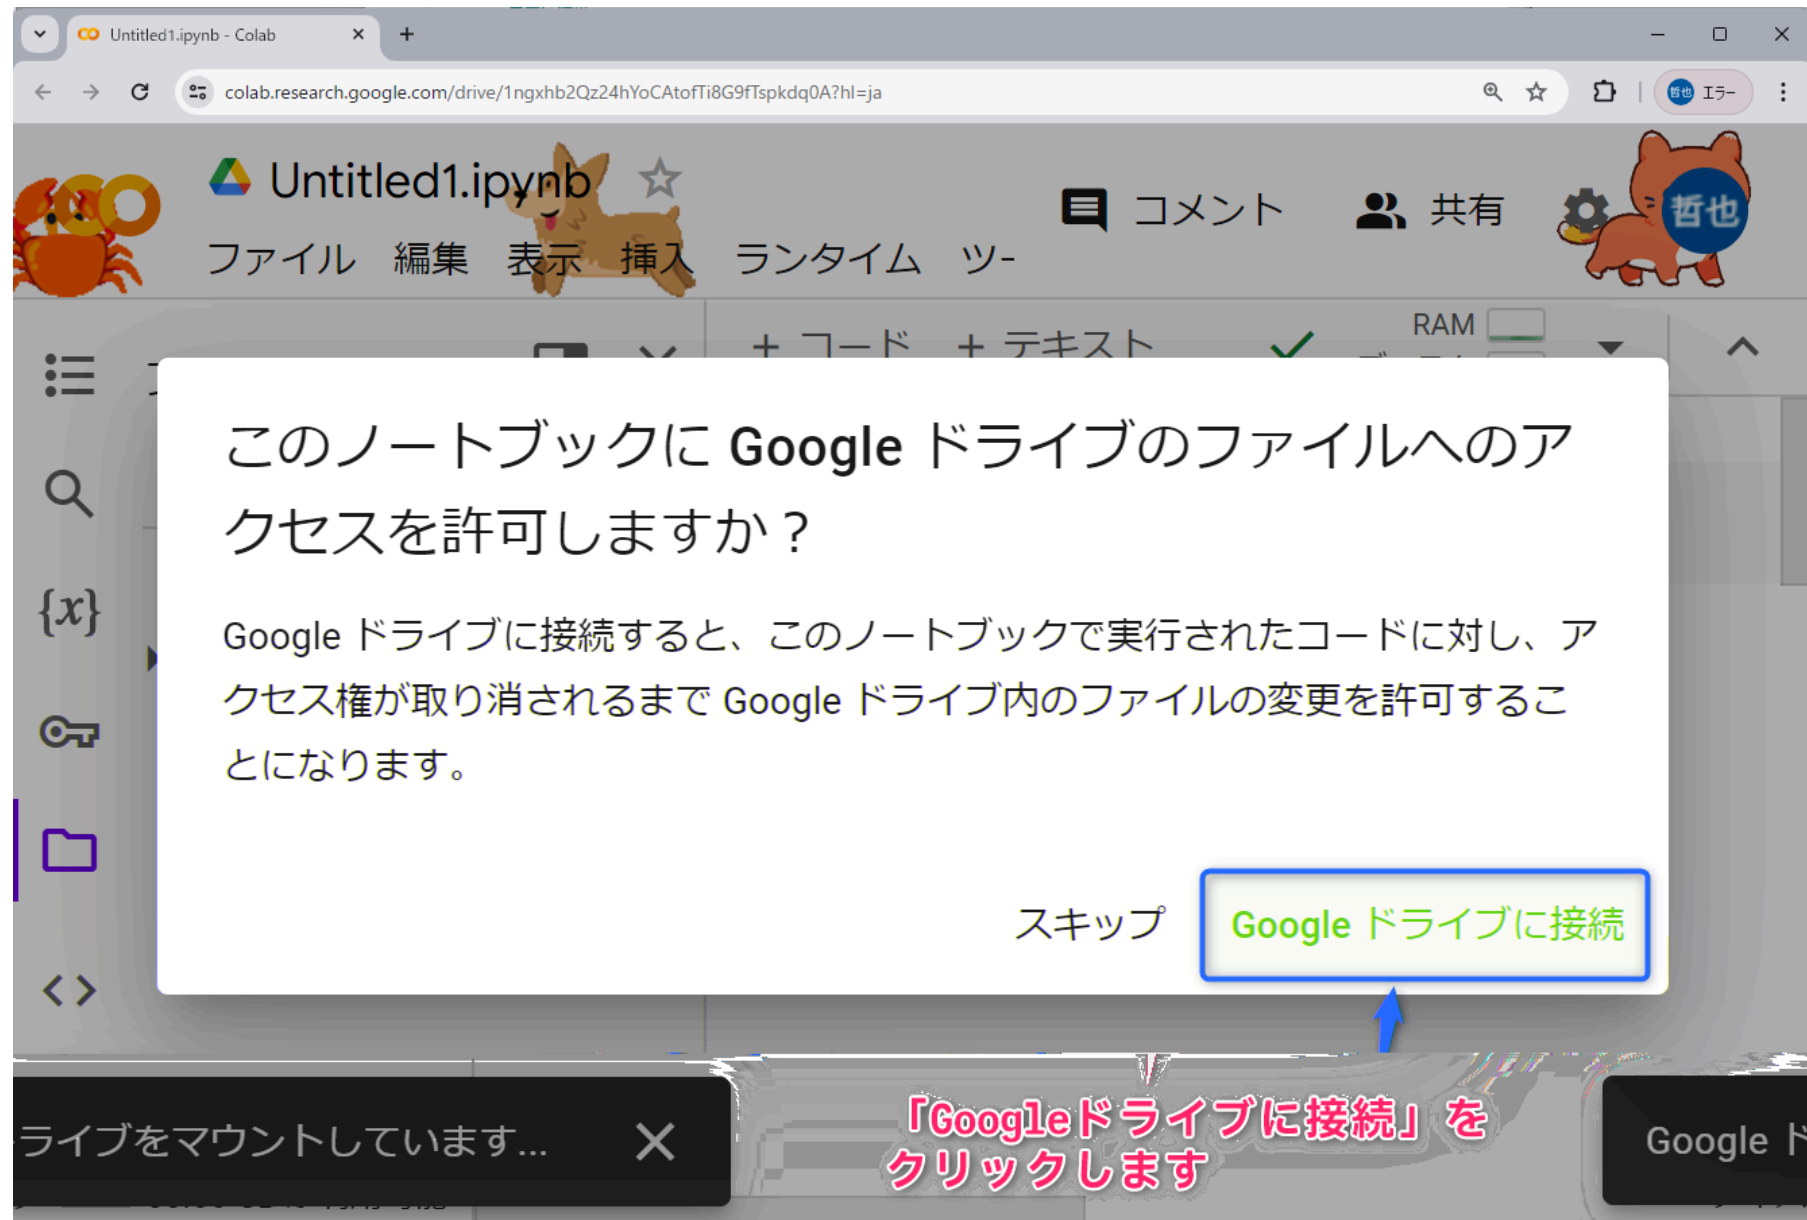 Untitled1.ipynb - Colab
colab.research.google.com/drive/1ngxhb2Qz24hYoCAtofTi8G9fTspkdq0A?hl=ja
哲也 エラー
Untitled1.ipynb
コメント
共有
哲也
ファイル 編集 表示 挿入 ランタイム ツー
+ コード + テキスト
RAM
このノートブックに Google ドライブのファイルへのア
クセスを許可しますか？
{x}
Google ドライブに接続すると、このノートブックで実行されたコードに対し、ア
クセス権が取り消されるまで Google ドライブ内のファイルの変更を許可するこ
とになります。
スキップ Google ドライブに接続
ライブをマウントしています...
「Googleドライブに接続」を
クリックします
Google ド